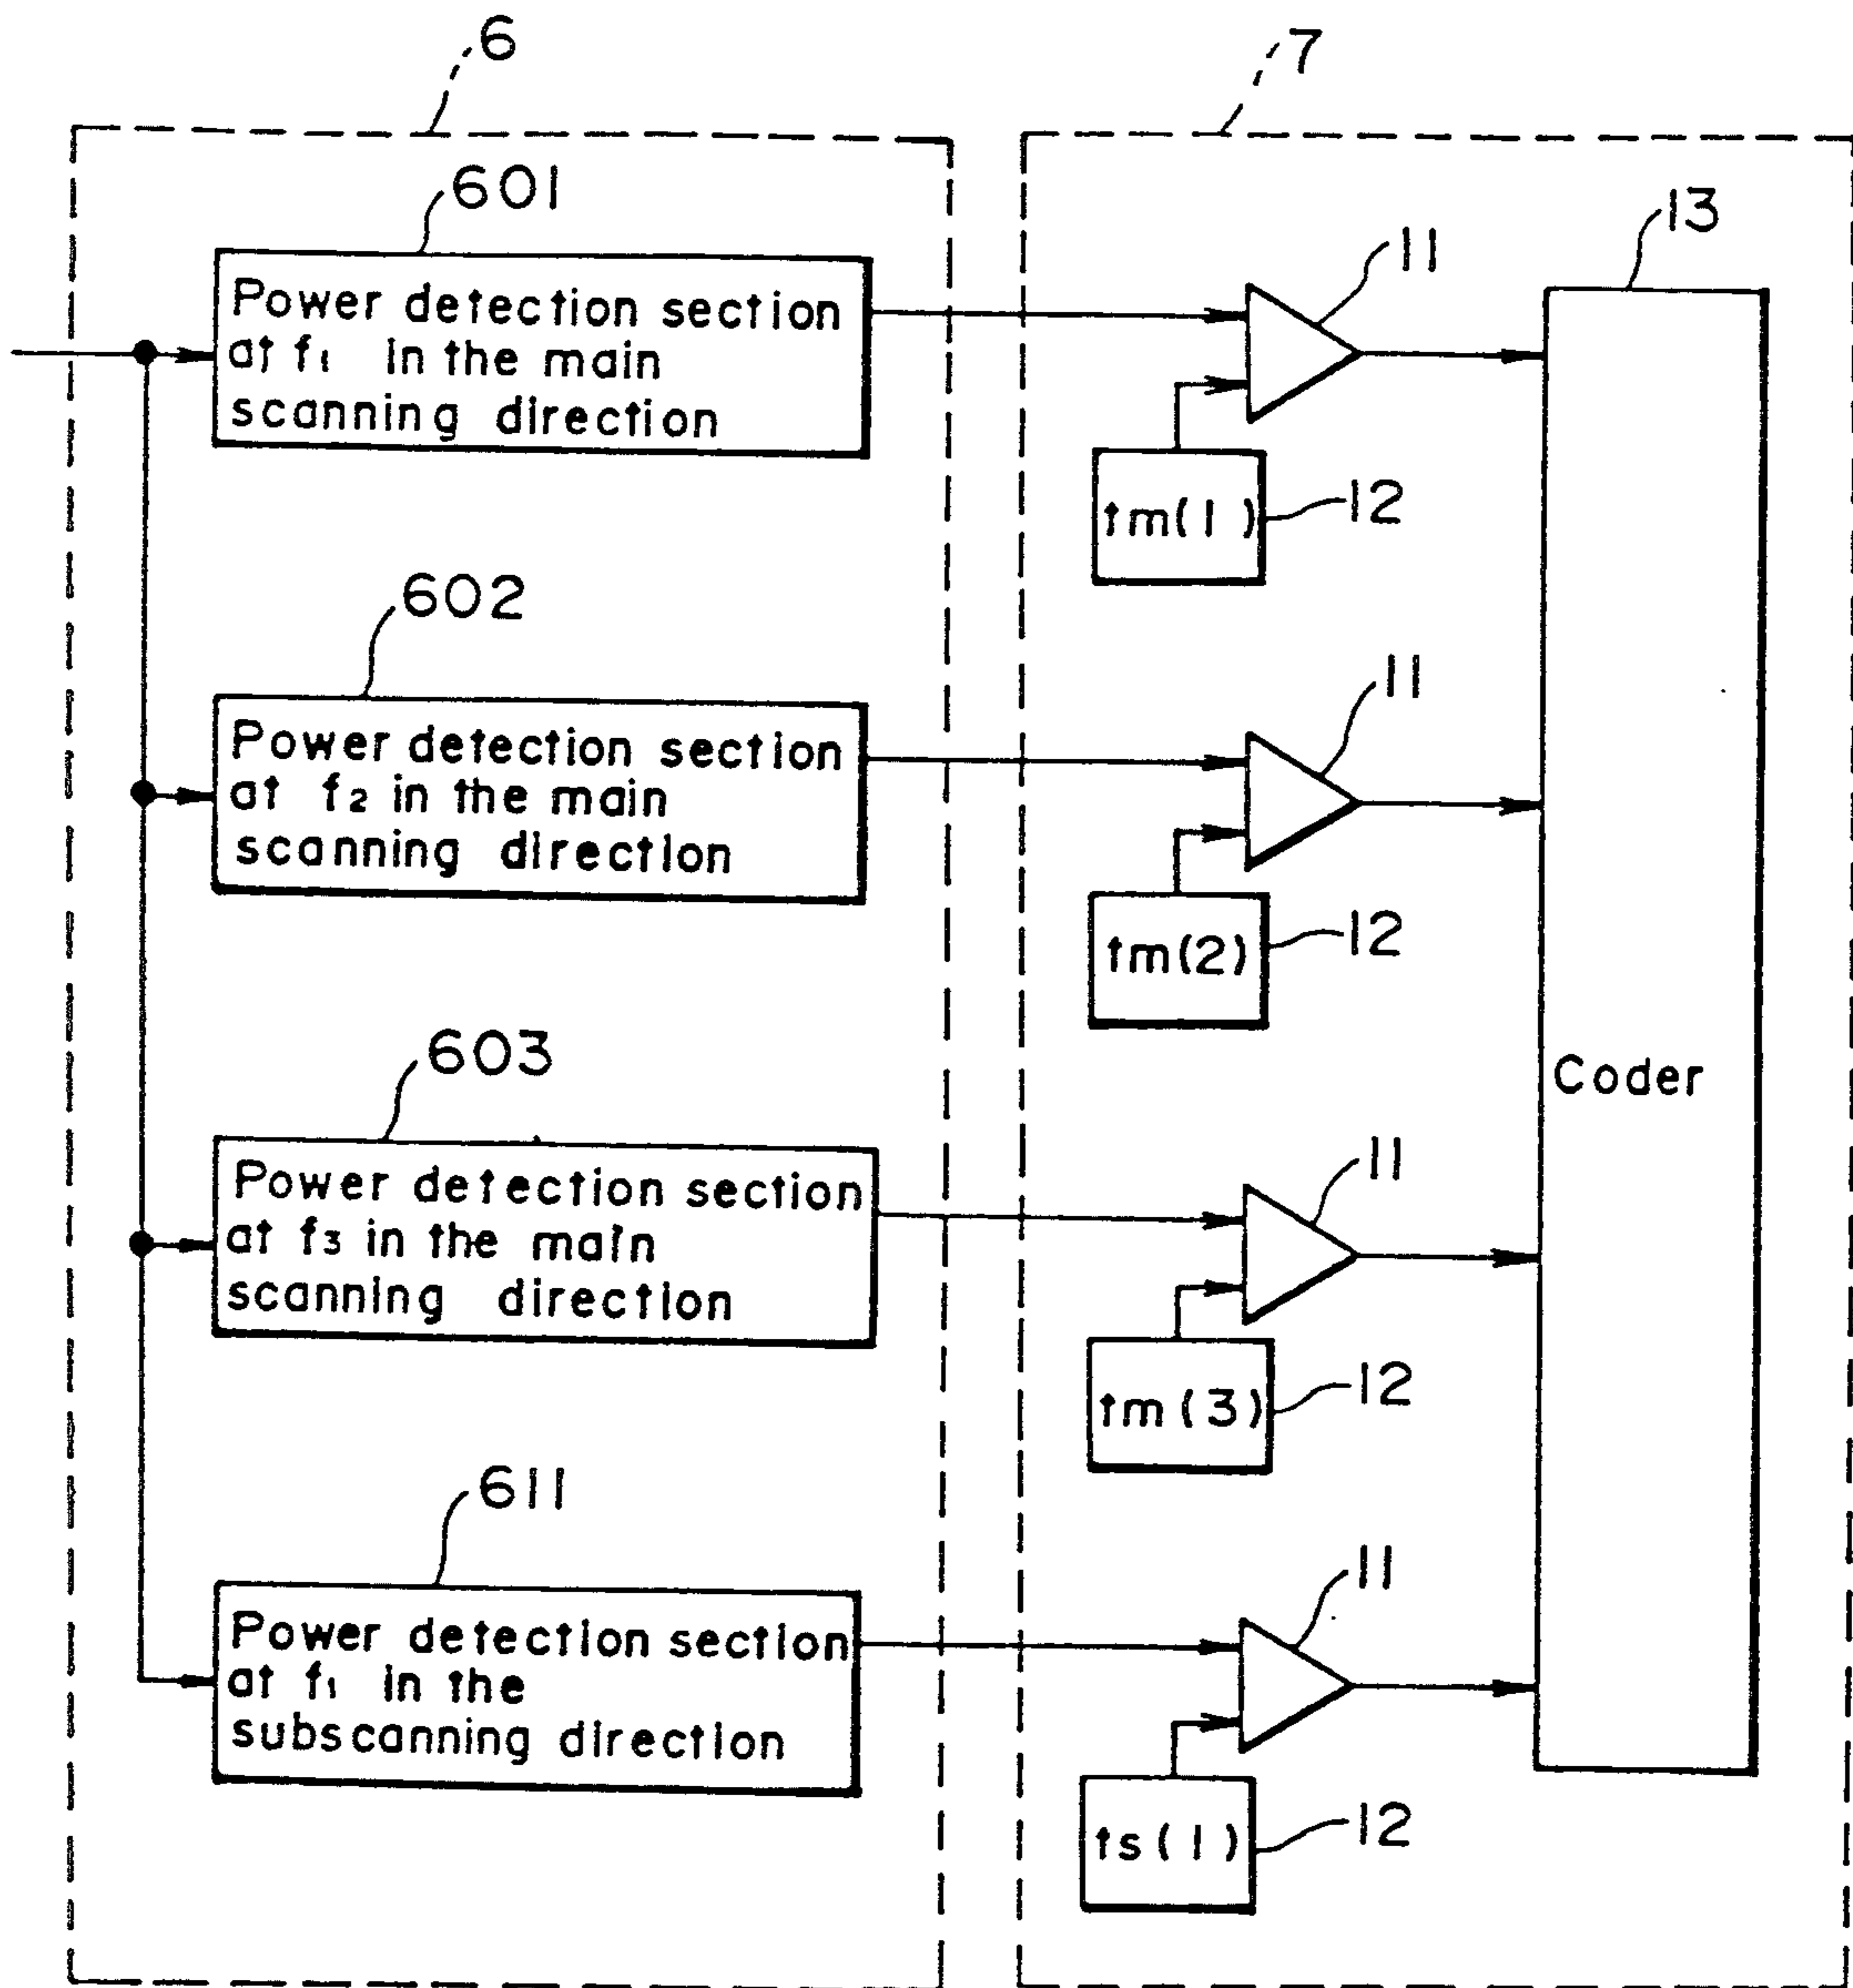 6
7
601
Power detection section
at f1 in the main
scanning direction
11
13
tm(1)
12
602
Power detection section
at f2 in the main
scanning direction
11
tm(2)
12
603
Power detection section
at f3 in the main
scanning direction
Coder
11
tm(3)
12
611
Power detection section
at f1 in the
subscanning direction
11
ts(1)
12